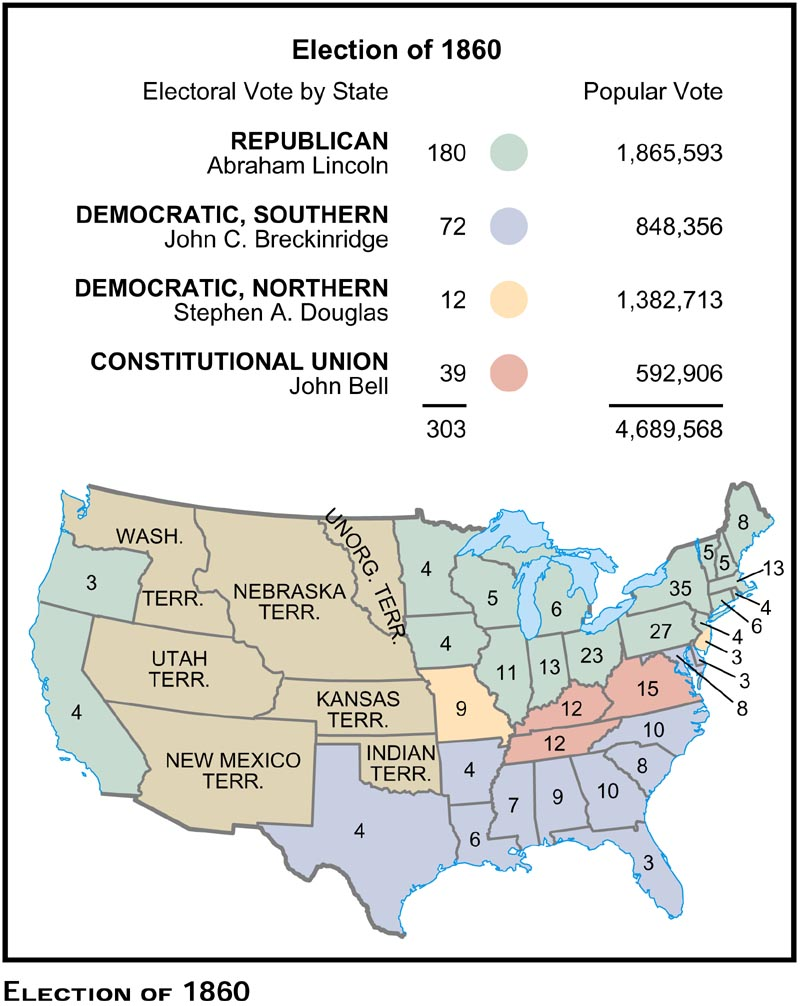 Election of 1860
Electoral Vote by State Popular Vote
REPUBLICAN
Abraham Lincoln 180 1,865,593
DEMOCRATIC, SOUTHERN
John C. Breckinridge 72 848,356
DEMOCRATIC, NORTHERN
Stephen A. Douglas 12 1,382,713
CONSTITUTIONAL UNION
John Bell 39 592,906
303 4,689,568
WASH.
TERR.
3
NEBRASKA
TERR.
UNORG. TERR.
UTAH
TERR.
KANSAS
TERR.
NEW MEXICO
TERR.
INDIAN
TERR.
4
4
4
5
6
11
13
23
9
12
12
15
27
35
5
5
8
13
4
6
4
3
3
8
10
8
10
9
7
4
6
4
3
ELECTION OF 1860